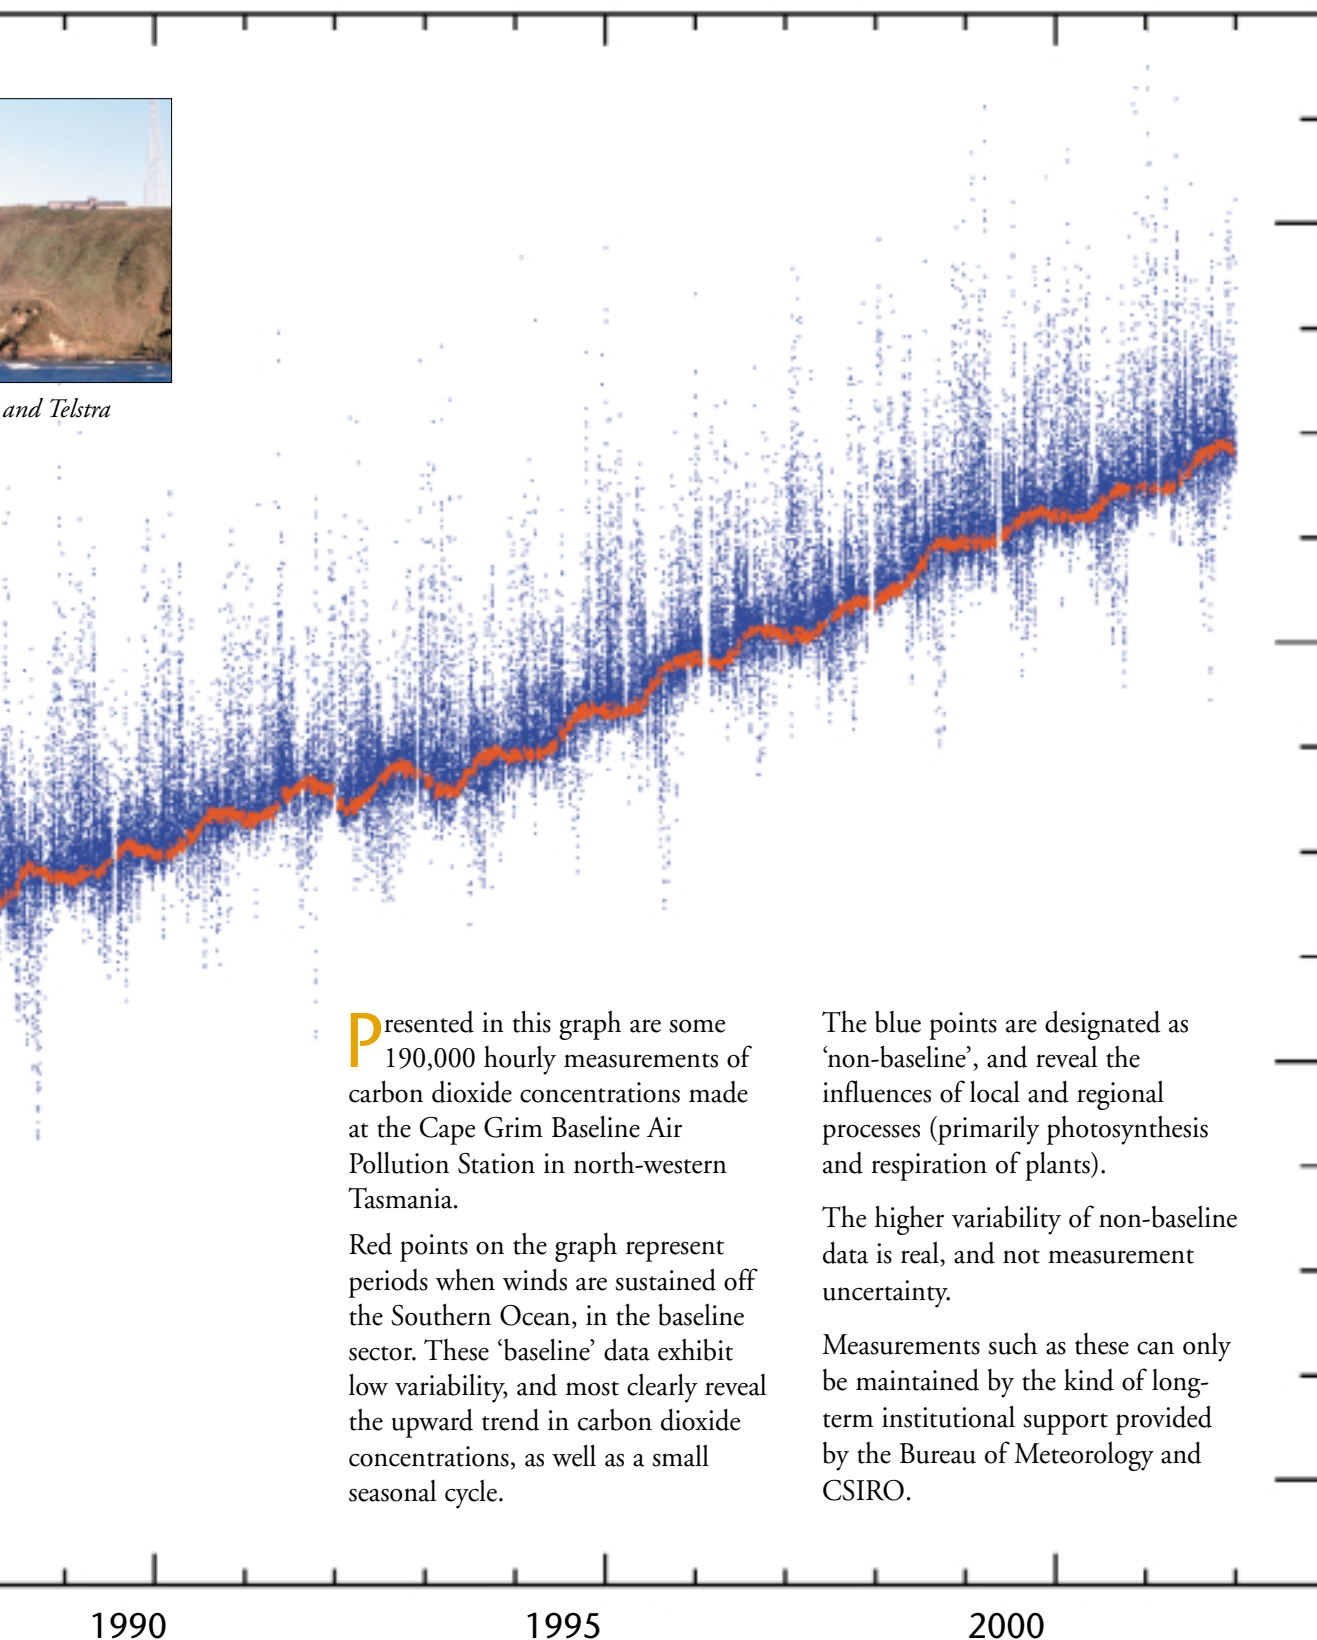 and Telstra
Presented in this graph are some
190,000 hourly measurements of
carbon dioxide concentrations made
at the Cape Grim Baseline Air
Pollution Station in north-western
Tasmania.
Red points on the graph represent
periods when winds are sustained off
the Southern Ocean, in the baseline
sector. These ‘baseline’ data exhibit
low variability, and most clearly reveal
the upward trend in carbon dioxide
concentrations, as well as a small
seasonal cycle.
The blue points are designated as
‘non-baseline’, and reveal the
influences of local and regional
processes (primarily photosynthesis
and respiration of plants).
The higher variability of non-baseline
data is real, and not measurement
uncertainty.
Measurements such as these can only
be maintained by the kind of long-
term institutional support provided
by the Bureau of Meteorology and
CSIRO.
1990 1995 2000